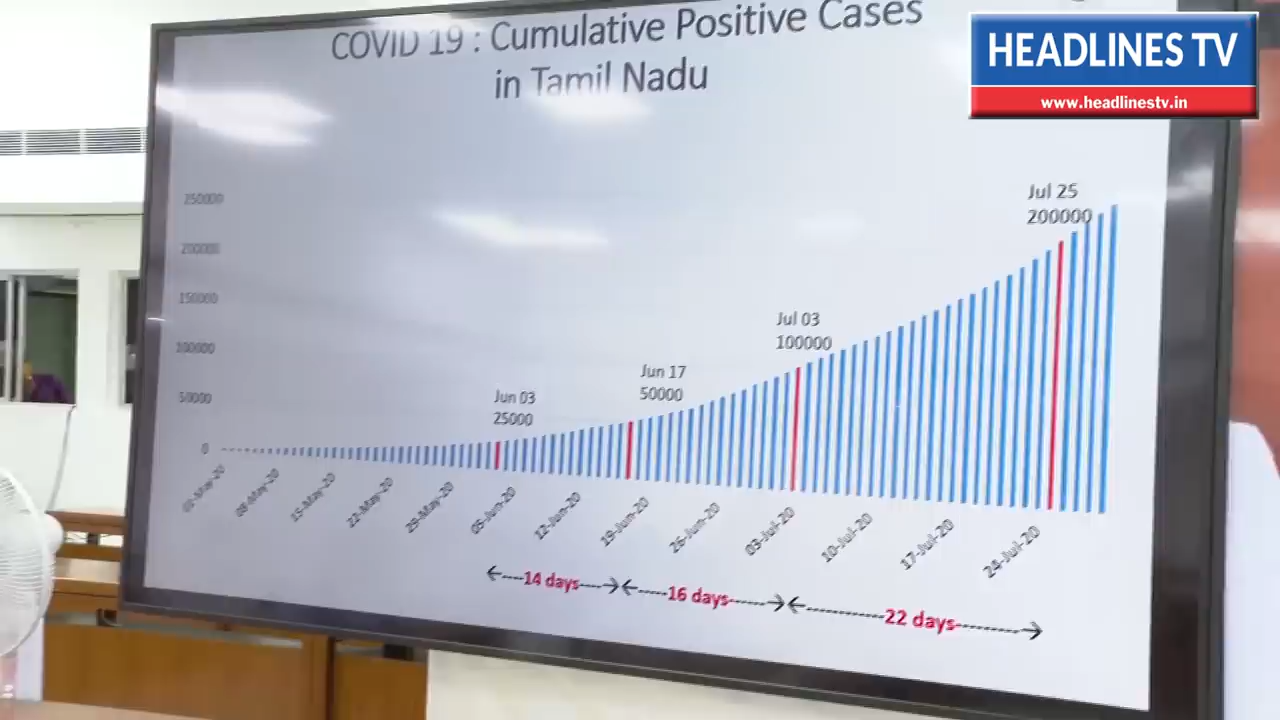 COVID 19 : Cumulative Positive Cases
in Tamil Nadu
HEADLINES TV
www.headlinestv.in
250000
200000
150000
100000
50000
0
Jun 03
25000
Jun 17
50000
Jul 03
100000
Jul 25
200000
01-May-20
08-May-20
15-May-20
22-May-20
29-May-20
05-Jun-20
12-Jun-20
19-Jun-20
26-Jun-20
03-Jul-20
10-Jul-20
17-Jul-20
24-Jul-20
14 days
16 days
22 days